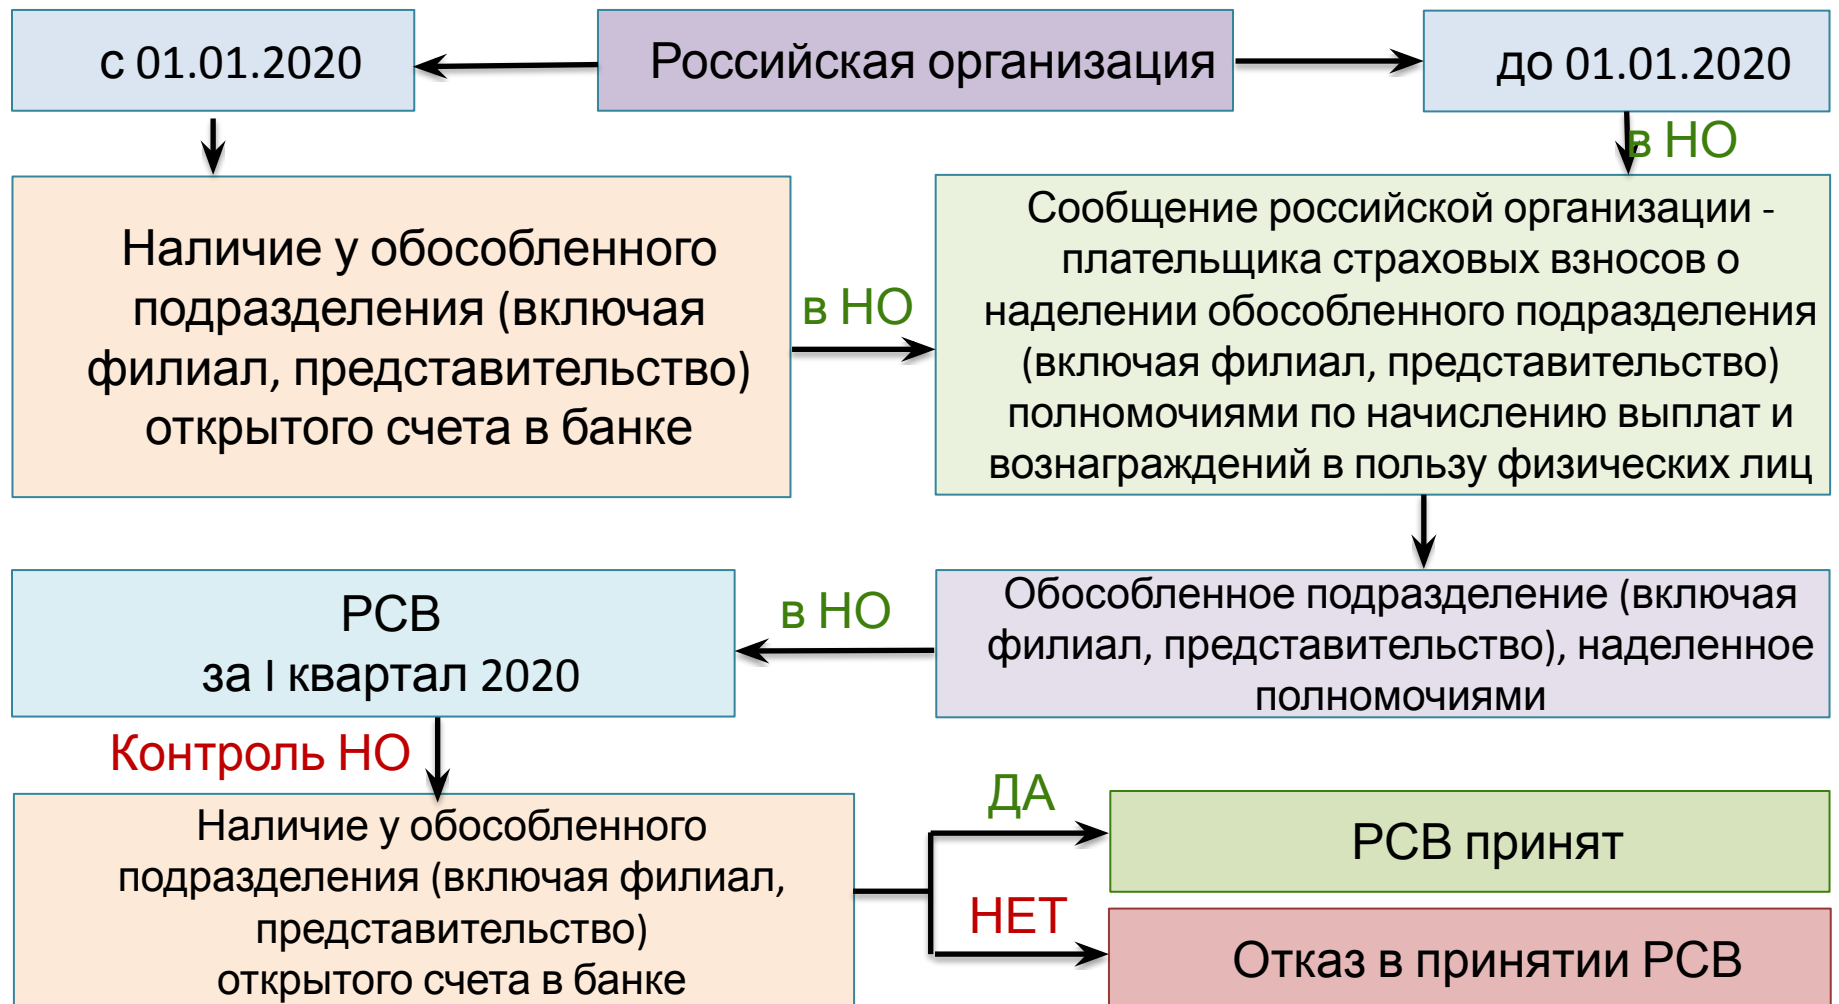 с 01.01.2020
Российская организация
до 01.01.2020
в НО
Наличие у обособленного
подразделения (включая
филиал, представительство)
открытого счета в банке
в НО
Сообщение российской организации -
плательщика страховых взносов о
наделении обособленного подразделения
(включая филиал, представительство)
полномочиями по начислению выплат и
вознаграждений в пользу физических лиц
РСВ
за I квартал 2020
в НО
Обособленное подразделение (включая
филиал, представительство), наделенное
полномочиями
Контроль НО
Наличие у обособленного
подразделения (включая филиал,
представительство)
открытого счета в банке
ДА
РСВ принят
НЕТ
Отказ в принятии РСВ